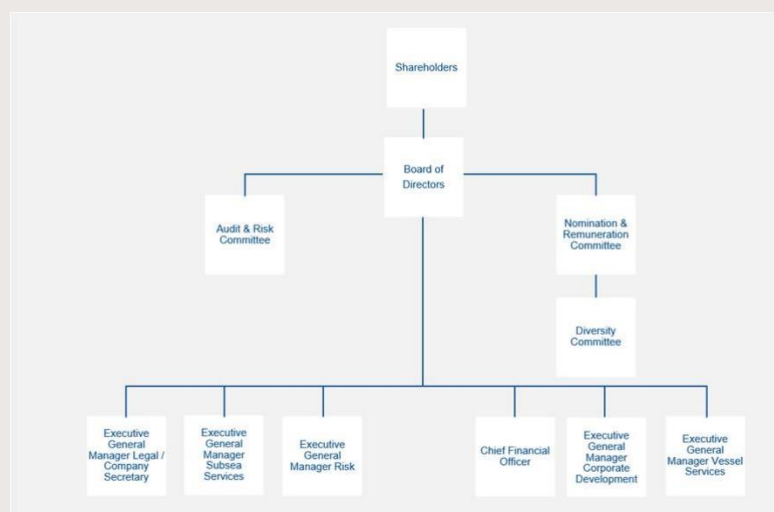 Shareholders
Board of
Directors
Audit & Risk
Committee
Nomination &
Remuneration
Committee
Diversity
Committee
Executive
General
Manager Legal /
Company
Secretary
Executive
General
Manager
Subsea
Services
Executive
General
Manager Risk
Chief Financial
Officer
Executive
General
Manager
Corporate
Development
Executive
General
Manager Vessel
Services